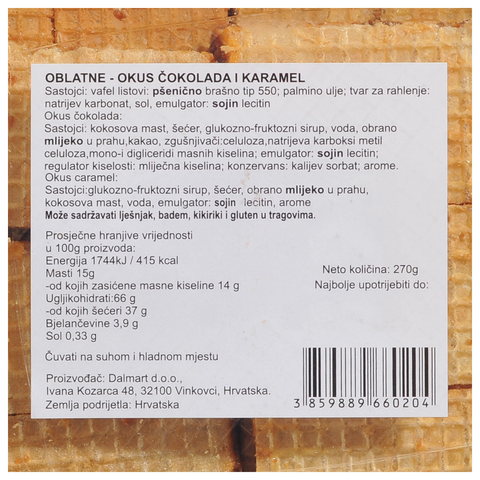 OBLATNE - OKUS ČOKOLADA I KARAMEL
Sastojci: vafel listovi: pšenično brašno tip 550; palmino ulje; tvar za rahlenje:
natrijev karbonat, sol, emulgator: sojin lecitin
Okus čokolada:
Sastojci: kokosova mast, šećer, glukozno-fruktozni sirup, voda, obrano
mlijeko u prahu,kakao, zgušnjivači:celuloza,natrijeva karboksi metil
celuloza,mono-i digliceridi masnih kiselina; emulgator: sojin lecitin;
regulator kiselosti: mliječna kiselina; konzervans: kalijev sorbat; arome.
Okus caramel:
Sastojci:glukozno-fruktozni sirup, šećer, obrano mlijeko u prahu,
kokosova mast, voda, emulgator: sojin lecitin, arome
Može sadržavati lješnjak, badem, kikiriki i gluten u tragovima.
Prosječne hranjive vrijednosti
u 100g proizvoda:
Energija 1744kJ / 415 kcal
Masti 15g
-od kojih zasićene masne kiseline 14 g
Ugljikohidrati:66 g
-od kojih šećeri 37 g
Bjelančevine 3,9 g
Sol 0,33 g
Neto količina: 270g
Najbolje upotrijebiti do:
Čuvati na suhom i hladnom mjestu
Proizvođač: Dalmart d.o.o.,
Ivana Kozarca 48, 32100 Vinkovci, Hrvatska.
Zemlja podrijetla: Hrvatska
3 859889 660204